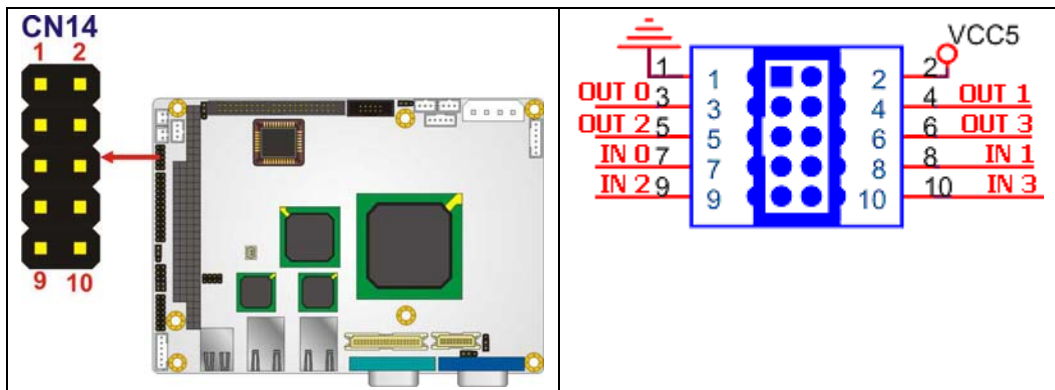 CN14
1 2
9 10
VCC5
1 1 2 2
OUT 0 3 3 4 4 OUT 1
OUT 2 5 5 6 6 OUT 3
IN 0 7 7 8 8 IN 1
IN 2 9 9 10 10 IN 3